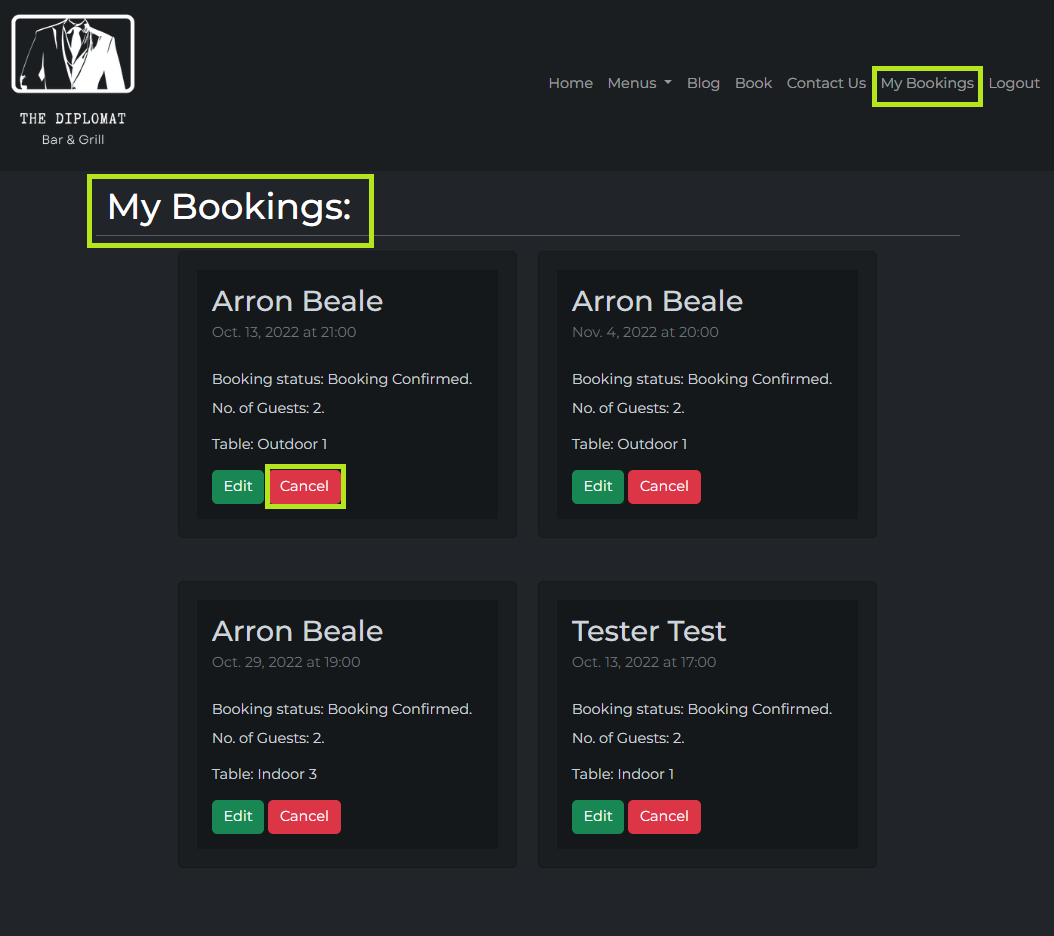 THE DIPLOMAT
Bar & Grill
Home Menus Blog Book Contact Us My Bookings Logout
My Bookings:
Arron Beale
Oct. 13, 2022 at 21:00
Booking status: Booking Confirmed.
No. of Guests: 2.
Table: Outdoor 1
Edit Cancel
Arron Beale
Nov. 4, 2022 at 20:00
Booking status: Booking Confirmed.
No. of Guests: 2.
Table: Outdoor 1
Edit Cancel
Arron Beale
Oct. 29, 2022 at 19:00
Booking status: Booking Confirmed.
No. of Guests: 2.
Table: Indoor 3
Edit Cancel
Tester Test
Oct. 13, 2022 at 17:00
Booking status: Booking Confirmed.
No. of Guests: 2.
Table: Indoor 1
Edit Cancel